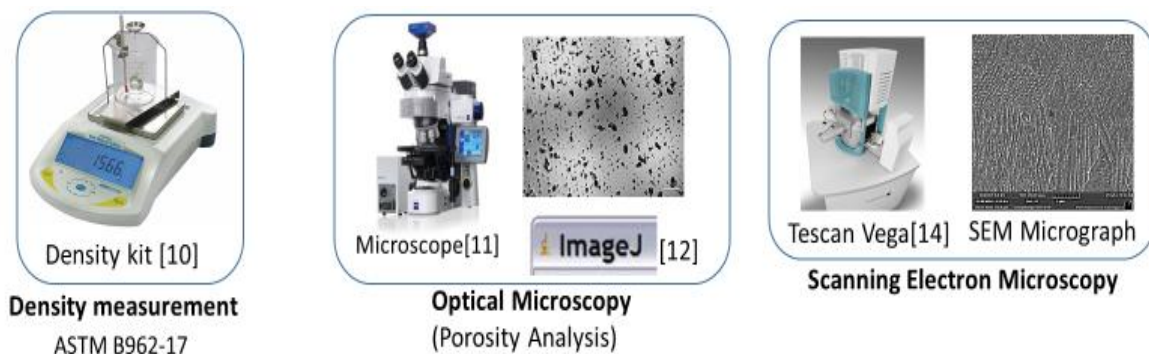 1566.
Density kit [10]
Density measurement
ASTM B962-17
Microscope[11]
ImageJ [12]
Optical Microscopy
(Porosity Analysis)
Tescan Vega[14] SEM Micrograph
Scanning Electron Microscopy